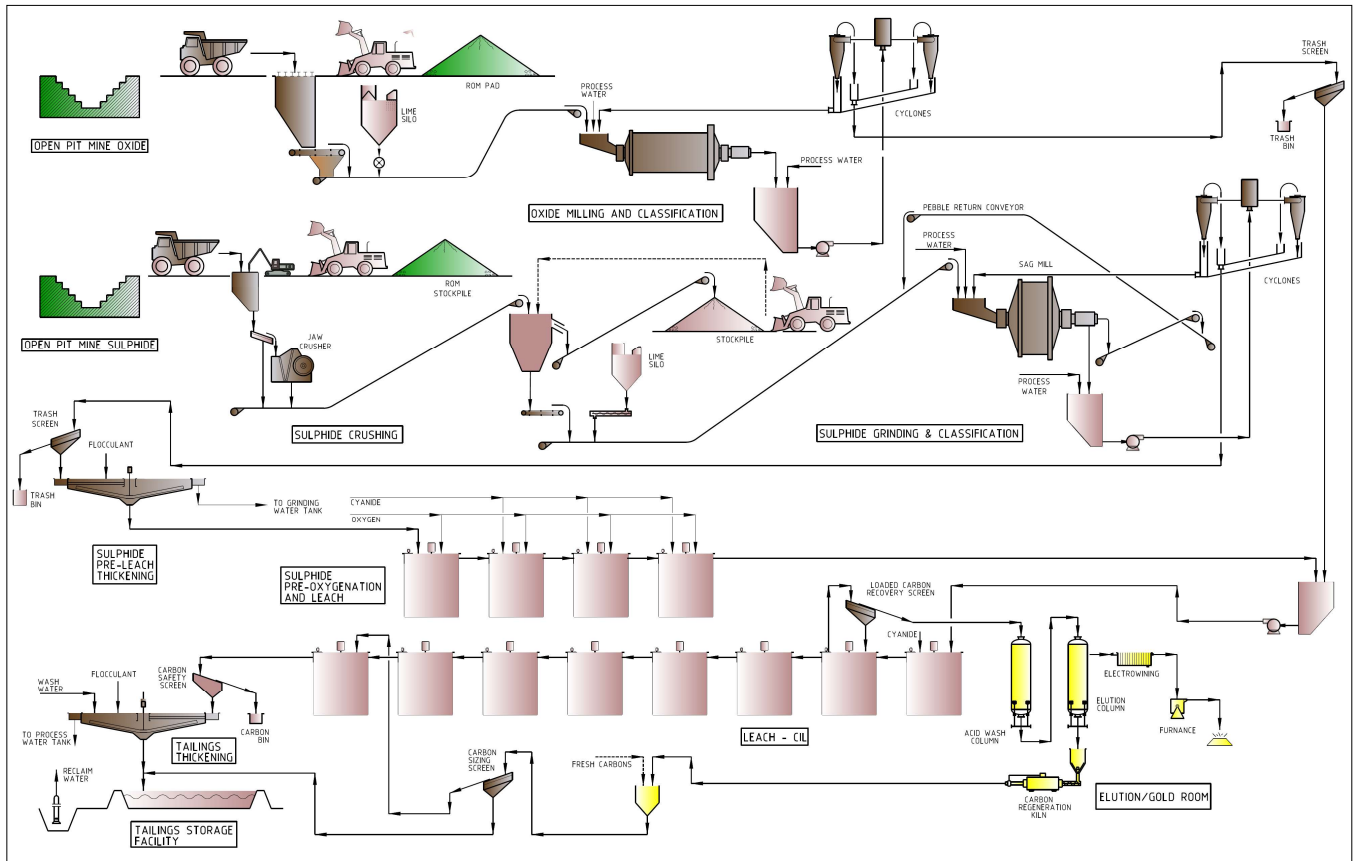 TRASH
SCREEN
ROM PAD
PROCESS
WATER
LIME
SILO
CYCLONES
TRASH
BIN
OPEN PIT MINE OXIDE
PROCESS WATER
OXIDE MILLING AND CLASSIFICATION
PEBBLE RETURN CONVEYOR
PROCESS
WATER
SAG MILL
CYCLONES
ROM
STOCKPILE
OPEN PIT MINE SULPHIDE
JAW
CRUSHER
STOCKPILE
LIME
SILO
PROCESS
WATER
SULPHIDE CRUSHING
SULPHIDE GRINDING & CLASSIFICATION
TRASH
SCREEN
FLOCCULANT
TRASH
BIN
TO GRINDING
WATER TANK
CYANIDE
OXYGEN
SULPHIDE
PRE-LEACH
THICKENING
SULPHIDE
PRE-OXYGENATION
AND LEACH
LOADED CARBON
RECOVERY SCREEN
CYANIDE
CARBON
SAFETY
SCREEN
FLOCCULANT
WASH
WATER
CARBON
BIN
TO PROCESS
WATER TANK
TAILINGS
THICKENING
LEACH - CIL
ACID WASH
COLUMN
ELUTION
COLUMN
ELECTROWINING
FURNANCE
RECLAIM
WATER
CARBON
SIZING
SCREEN
FRESH CARBONS
CARBON
REGENERATION
KILN
ELUTION/GOLD ROOM
TAILINGS STORAGE
FACILITY